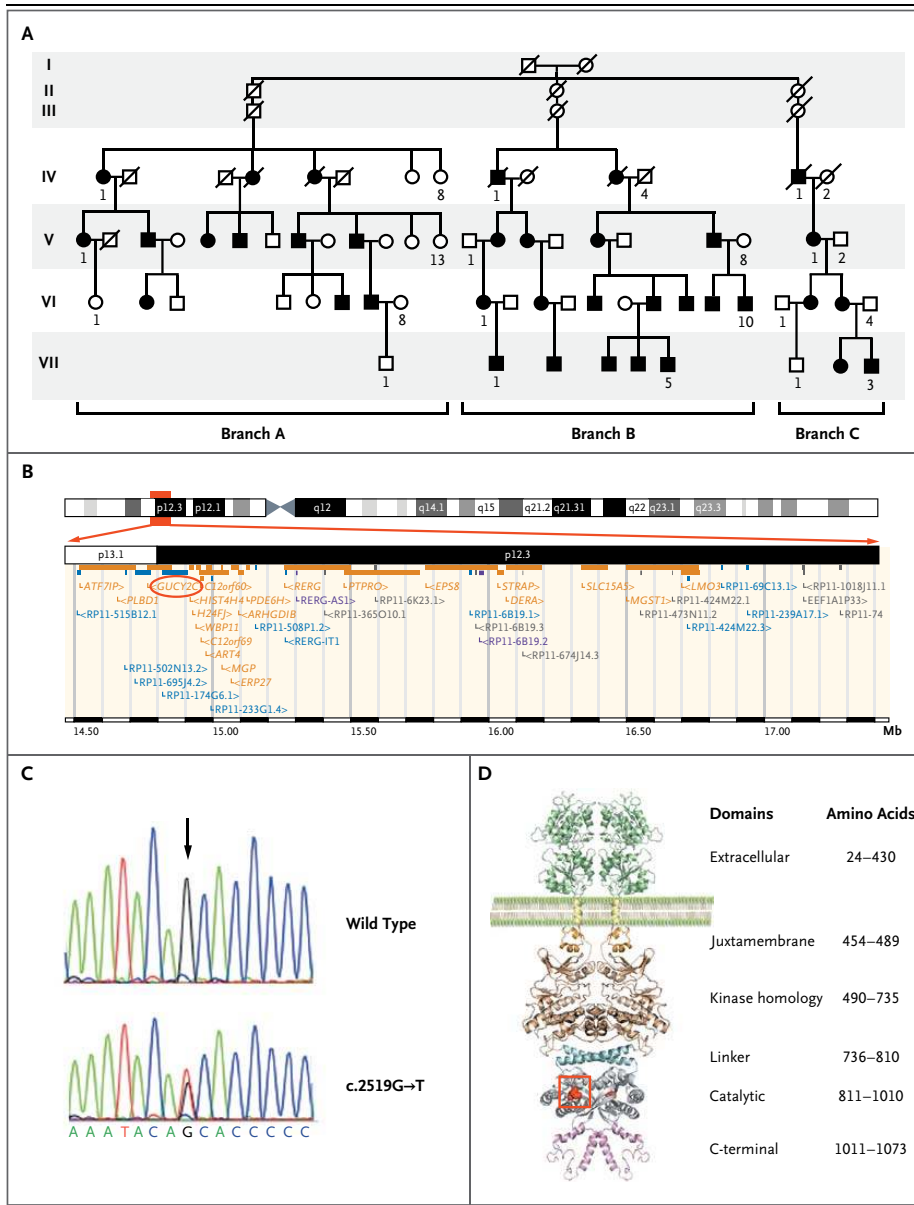 A
I
II
III
IV
1
8
1
4
1
2
V
1
13
1
8
1
2
VI
1
8
1
10
1
4
VII
1
1
5
1
3
Branch A
Branch B
Branch C
B
p12.3 p12.1 q12 q14.1 q15 q21.2 q21.31 q22 q23.1 q23.3
p13.1 p12.3
ATF7IP> <GUCY2C C12orf60> <RERG PTPRO> <EPS8 STRAP> <SLC15A5 <LMO3 RP11-69C13.1> <RP11-1018J11.1
<PLBD1 <HIST4H4 PDE6H> RERG-AS1> RP11-6K23.1> <DERA> MGST1> RP11-424M22.1 EEF1A1P33>
<RP11-515B12.1 H2AFJ> <ARHGDIB <RP11-365O10.1 <RP11-6B19.1> RP11-473N11.2 RP11-239A17.1> <RP11-74
<WBP11 RP11-508P1.2> <RP11-6B19.3 RP11-424M22.3>
<C12orf69 <RERG-IT1 <RP11-6B19.2
<ART4 <RP11-674J14.3
RP11-502N13.2> <MGP
RP11-695J4.2> <ERP27
RP11-174G6.1>
RP11-233G1.4>
14.50 15.00 15.50 16.00 16.50 17.00 Mb
C
Wild Type
c.2519G→T
A A A T A C A G C A C C C C C
D
Domains Amino Acids
Extracellular 24–430
Juxtamembrane 454–489
Kinase homology 490–735
Linker 736–810
Catalytic 811–1010
C-terminal 1011–1073